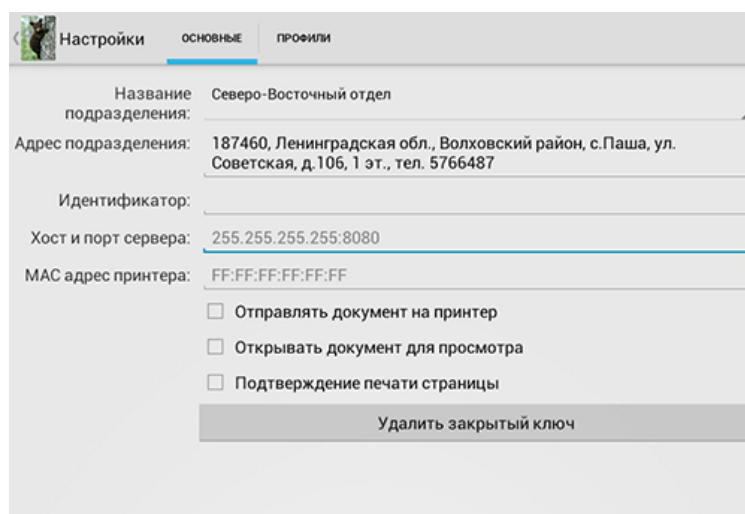 Настройки ОСНОВНЫЕ ПРОФИЛИ
Название
подразделения:
Северо-Восточный отдел
Адрес подразделения:
187460, Ленинградская обл., Волховский район, с.Паша, ул.
Советская, д.106, 1 эт., тел. 5766487
Идентификатор:
Хост и порт сервера: 255.255.255.255:8080
MAC адрес принтера: FF:FF:FF:FF:FF:FF
Отправлять документ на принтер
Открывать документ для просмотра
Подтверждение печати страницы
Удалить закрытый ключ